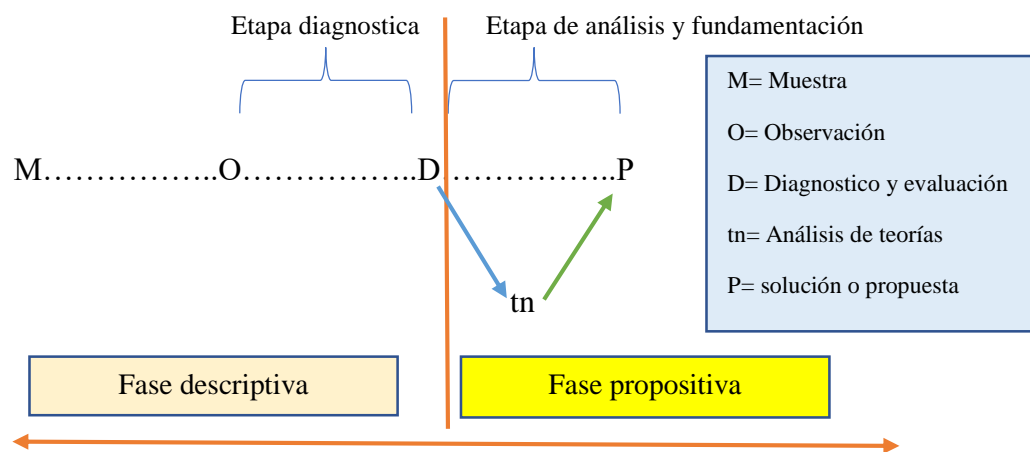 Etapa diagnostica
Etapa de análisis y fundamentación
M……………..O……………..D……………..P
tn
M= Muestra
O= Observación
D= Diagnostico y evaluación
tn= Análisis de teorías
P= solución o propuesta
Fase descriptiva
Fase propositiva